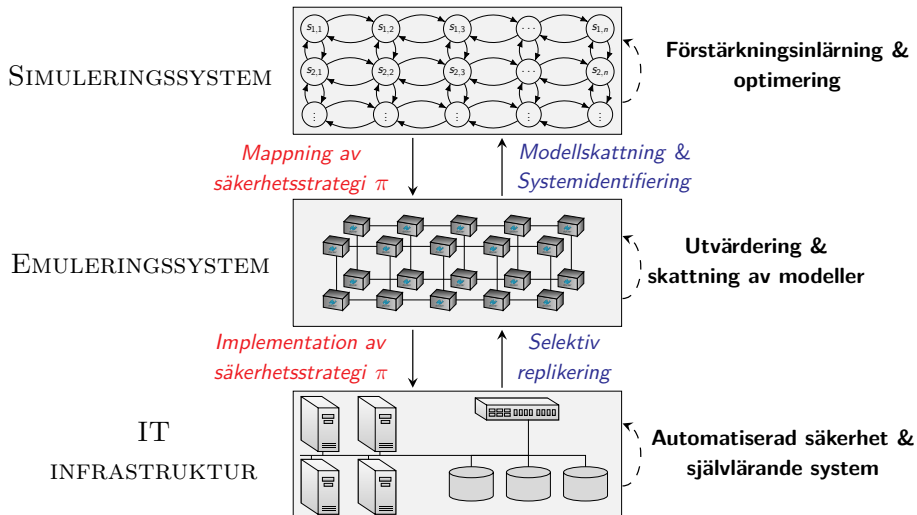 s1,1 s1,2 s1,3 ... s1,n
s2,1 s2,2 s2,3 ... s2,n
⋮ ⋮ ⋮ ⋮ ⋮
SIMULERINGSSYSTEM
Förstärkningsinlärning &
optimering
Mappning av
säkerhetsstrategi π
Modellskattning &
Systemidentifiering
EMULERINGSSYSTEM
Utvärdering &
skattning av modeller
Implementation av
säkerhetsstrategi π
Selektiv
replikering
IT
INFRASTRUKTUR
Automatiserad säkerhet &
självlärande system